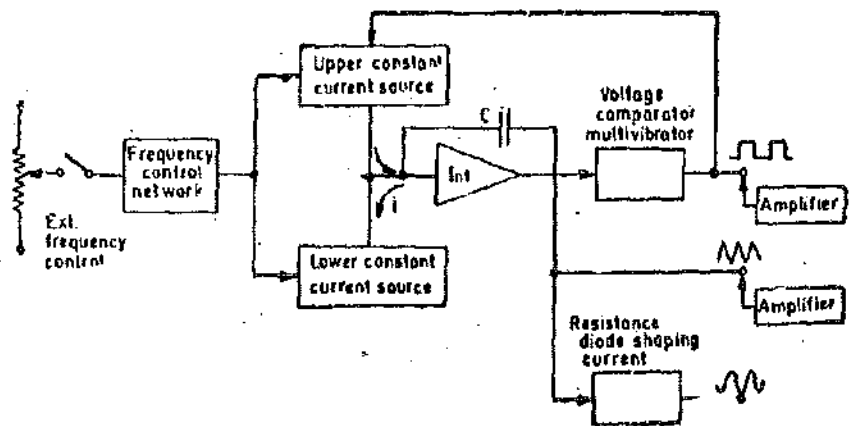 Upper constant
current source
Frequency
control
network
Ext.
frequency
control
Lower constant
current source
C
i
Int
Voltage
comparator
multivibrator
Amplifier
Amplifier
Resistance
diode shaping
current